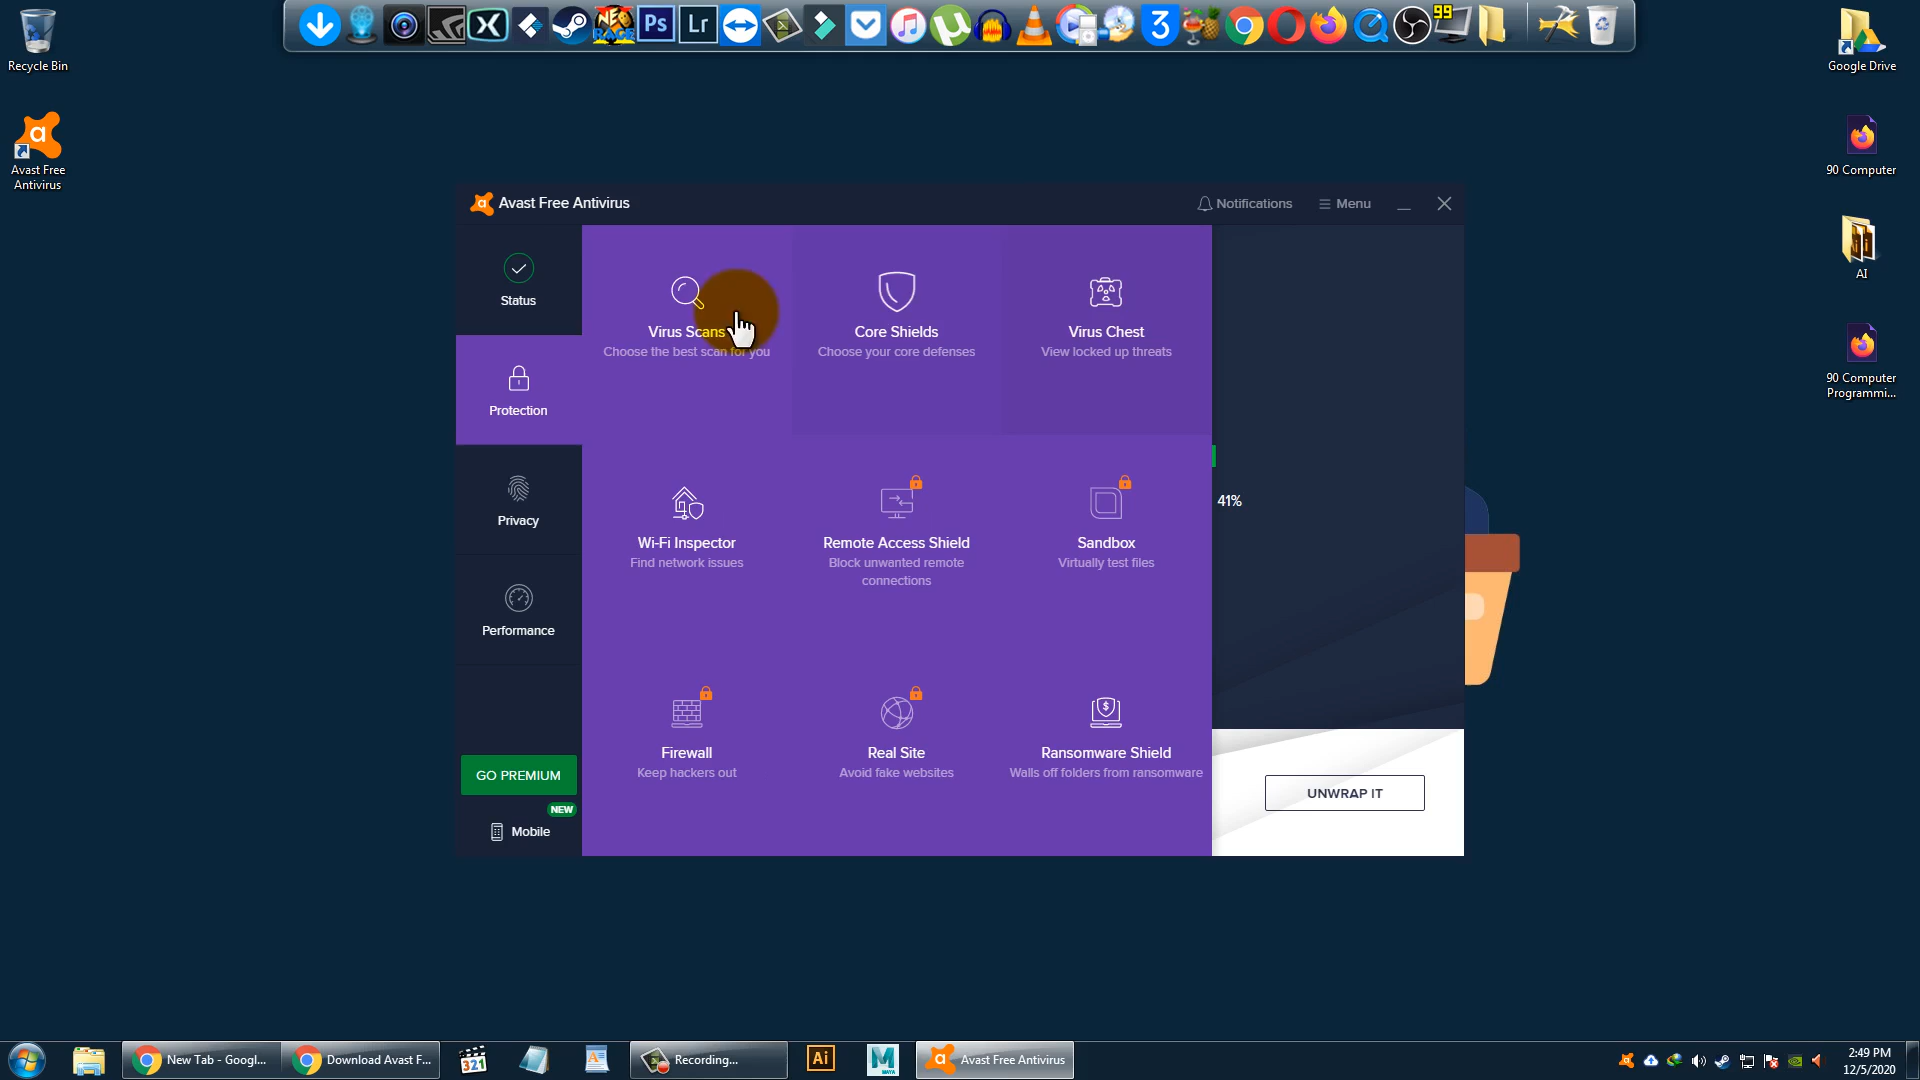 Recycle Bin
Avast Free
Antivirus
Ps
Lr
3
99
Google Drive
90 Computer
AI
90 Computer
Programmi...
Avast Free Antivirus
Notifications
Menu
Status
Protection
Privacy
Performance
GO PREMIUM
NEW
Mobile
Virus Scans
Choose the best scan for you
Core Shields
Choose your core defenses
Virus Chest
View locked up threats
Wi-Fi Inspector
Find network issues
Remote Access Shield
Block unwanted remote
connections
Sandbox
Virtually test files
Firewall
Keep hackers out
Real Site
Avoid fake websites
Ransomware Shield
Walls off folders from ransomware
41%
UNWRAP IT
New Tab - Googl...
Download Avast F...
321
Recording...
Ai
Avast Free Antivirus
2:49 PM
12/5/2020